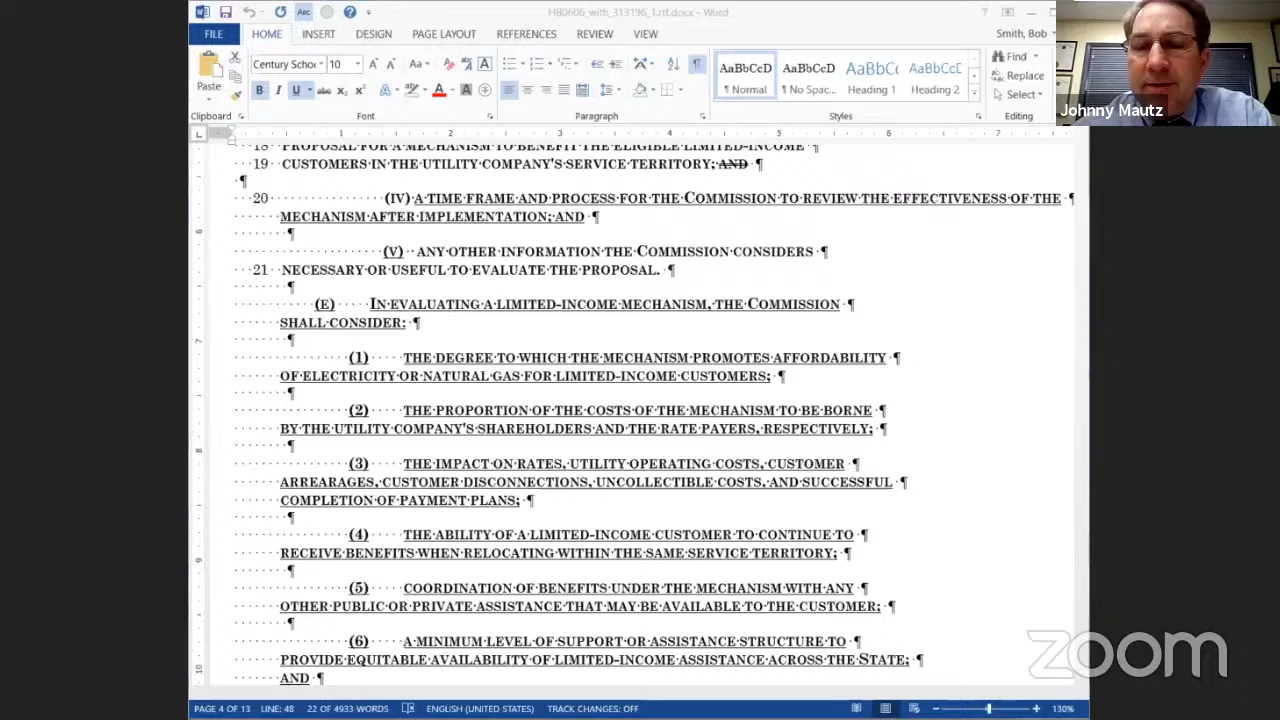 HB0606_with_313196_1.rtf.docx - Word
Smith, Bob
FILE HOME INSERT DESIGN PAGE LAYOUT REFERENCES REVIEW VIEW
Century Schoo 10
Paste
AaBbCcD AaBbCcD AaBbCc AaBbCcD
¶ Normal ¶ No Spac... Heading 1 Heading 2
Find
Replace
Select
Clipboard Font Paragraph Styles Editing
Johnny Mautz
18 PROPOSAL FOR A MECHANISM TO BENEFIT THE ELIGIBLE LIMITED-INCOME ¶
19 CUSTOMERS IN THE UTILITY COMPANY'S SERVICE TERRITORY; AND ¶
¶
20 (IV) A TIME FRAME AND PROCESS FOR THE COMMISSION TO REVIEW THE EFFECTIVENESS OF THE ¶
MECHANISM AFTER IMPLEMENTATION; AND ¶
¶
(V) ANY OTHER INFORMATION THE COMMISSION CONSIDERS ¶
21 NECESSARY OR USEFUL TO EVALUATE THE PROPOSAL. ¶
¶
(E) IN EVALUATING A LIMITED-INCOME MECHANISM, THE COMMISSION ¶
SHALL CONSIDER: ¶
¶
(1) THE DEGREE TO WHICH THE MECHANISM PROMOTES AFFORDABILITY ¶
OF ELECTRICITY OR NATURAL GAS FOR LIMITED-INCOME CUSTOMERS; ¶
¶
(2) THE PROPORTION OF THE COSTS OF THE MECHANISM TO BE BORNE ¶
BY THE UTILITY COMPANY'S SHAREHOLDERS AND THE RATE PAYERS, RESPECTIVELY; ¶
¶
(3) THE IMPACT ON RATES, UTILITY OPERATING COSTS, CUSTOMER ¶
ARREARAGES, CUSTOMER DISCONNECTIONS, UNCOLLECTIBLE COSTS, AND SUCCESSFUL ¶
COMPLETION OF PAYMENT PLANS; ¶
¶
(4) THE ABILITY OF A LIMITED-INCOME CUSTOMER TO CONTINUE TO ¶
RECEIVE BENEFITS WHEN RELOCATING WITHIN THE SAME SERVICE TERRITORY; ¶
¶
(5) COORDINATION OF BENEFITS UNDER THE MECHANISM WITH ANY ¶
OTHER PUBLIC OR PRIVATE ASSISTANCE THAT MAY BE AVAILABLE TO THE CUSTOMER; ¶
¶
(6) A MINIMUM LEVEL OF SUPPORT OR ASSISTANCE STRUCTURE TO ¶
PROVIDE EQUITABLE AVAILABILITY OF LIMITED-INCOME ASSISTANCE ACROSS THE STATE; ¶
AND ¶
zoom
PAGE 4 OF 13 LINE: 48 22 OF 4933 WORDS ENGLISH (UNITED STATES) TRACK CHANGES: OFF 130%